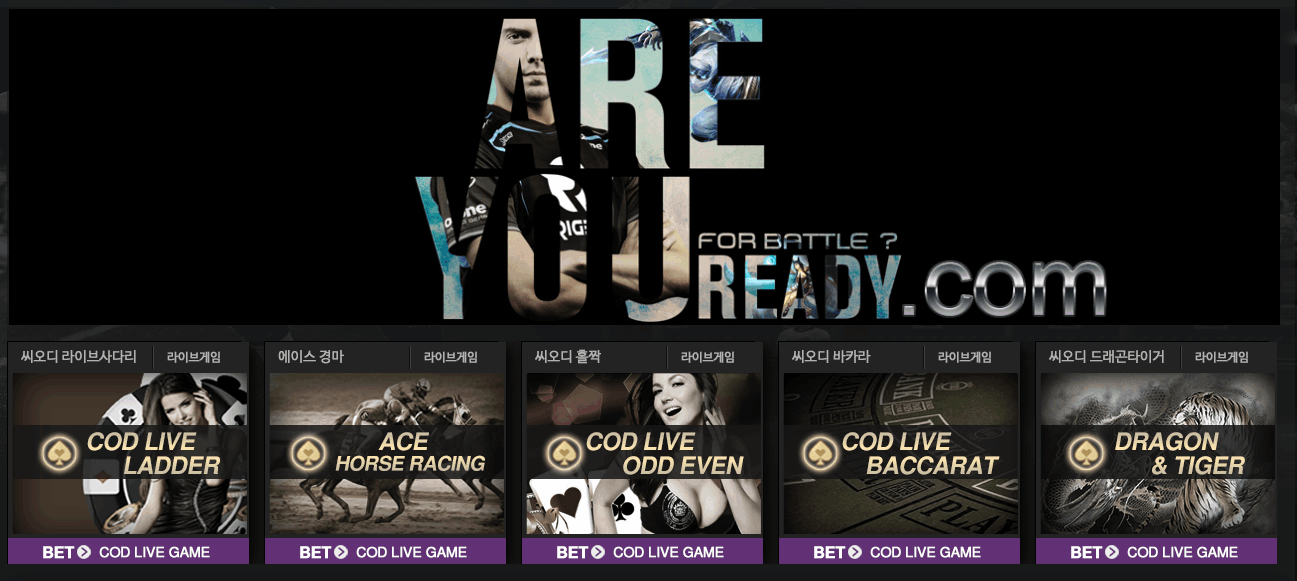 ARE
YOU
FOR BATTLE ?
READY.com
씨오디 라이브사다리 라이브게임
COD LIVE
LADDER
BET COD LIVE GAME
에이스 경마 라이브게임
ACE
HORSE RACING
BET COD LIVE GAME
씨오디 홀짝 라이브게임
COD LIVE
ODD EVEN
BET COD LIVE GAME
씨오디 바카라 라이브게임
COD LIVE
BACCARAT
PLAY
BET COD LIVE GAME
씨오디 드래곤타이거 라이브게임
DRAGON
& TIGER
BET COD LIVE GAME